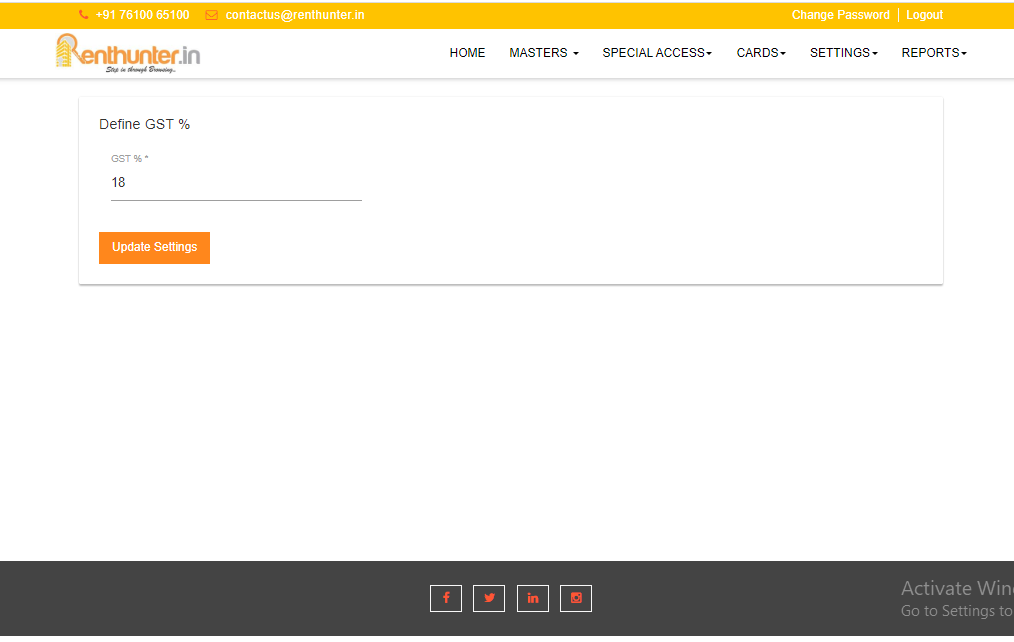 +91 76100 65100 contactus@renthunter.in Change Password | Logout
Renthunter.in
Step in through Browsing..
HOME MASTERS SPECIAL ACCESS CARDS SETTINGS REPORTS
Define GST %
GST % *
18
Update Settings
Activate Win
Go to Settings to